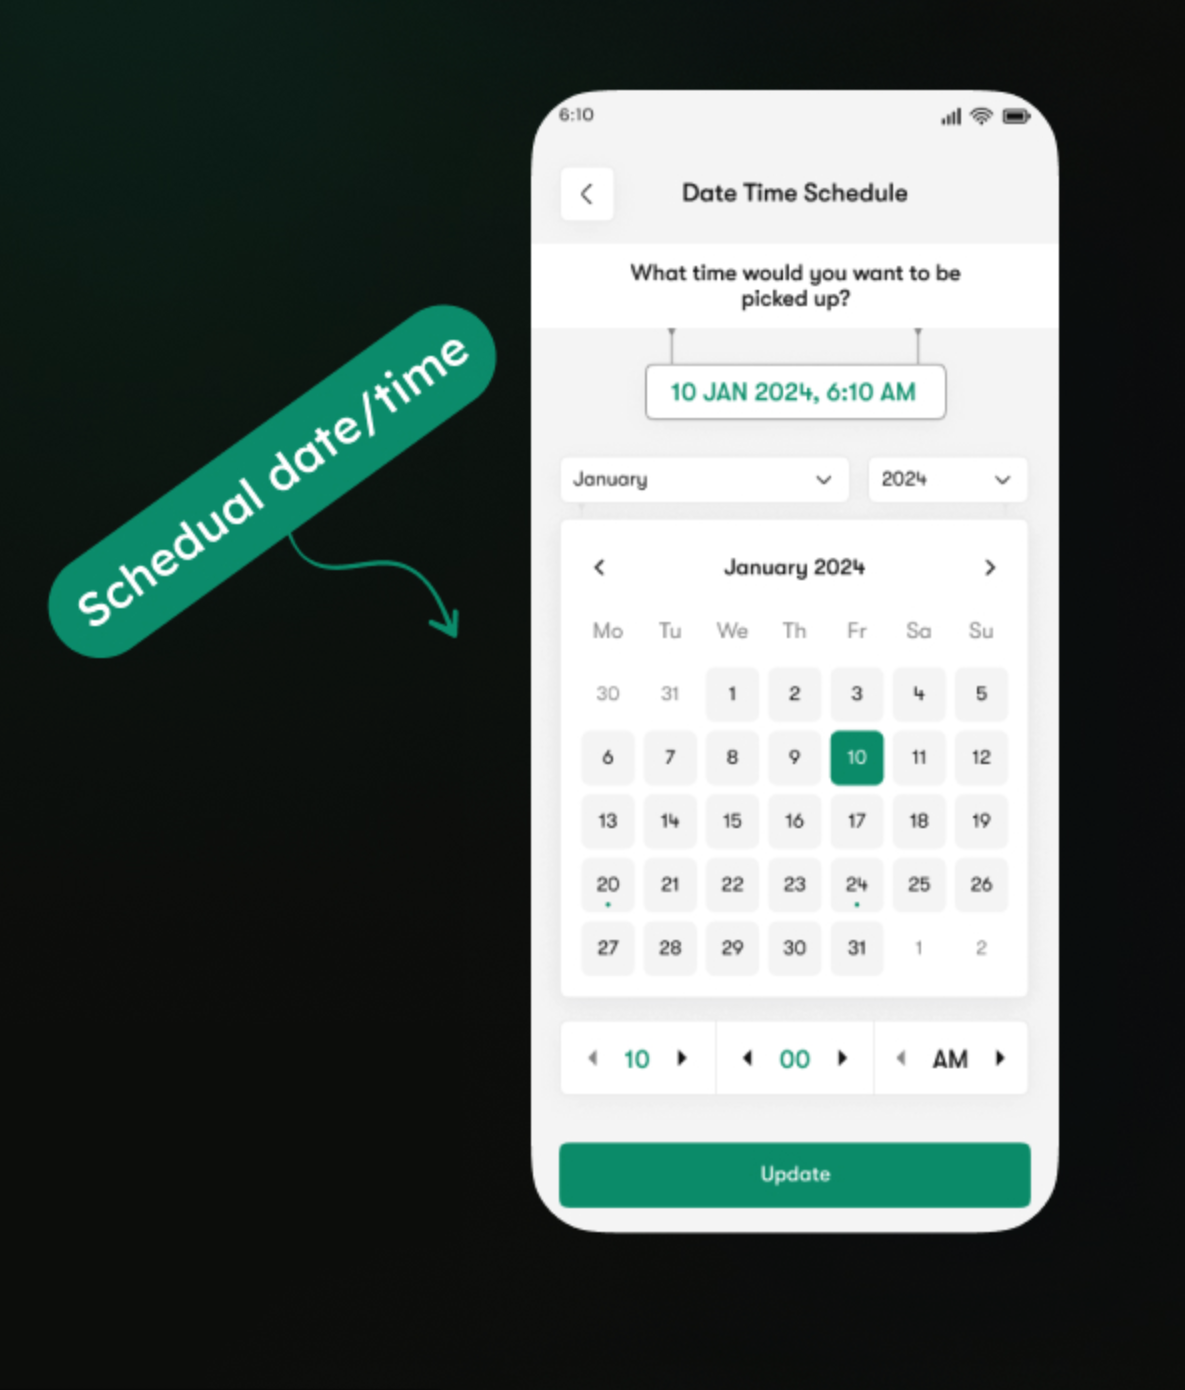 6:10
Date Time Schedule
What time would you want to be
picked up?
10 JAN 2024, 6:10 AM
Schedual date/time
January 2024
January 2024
Mo Tu We Th Fr Sa Su
30 31 1 2 3 4 5
6 7 8 9 10 11 12
13 14 15 16 17 18 19
20 21 22 23 24 25 26
27 28 29 30 31 1 2
10 00 AM
Update